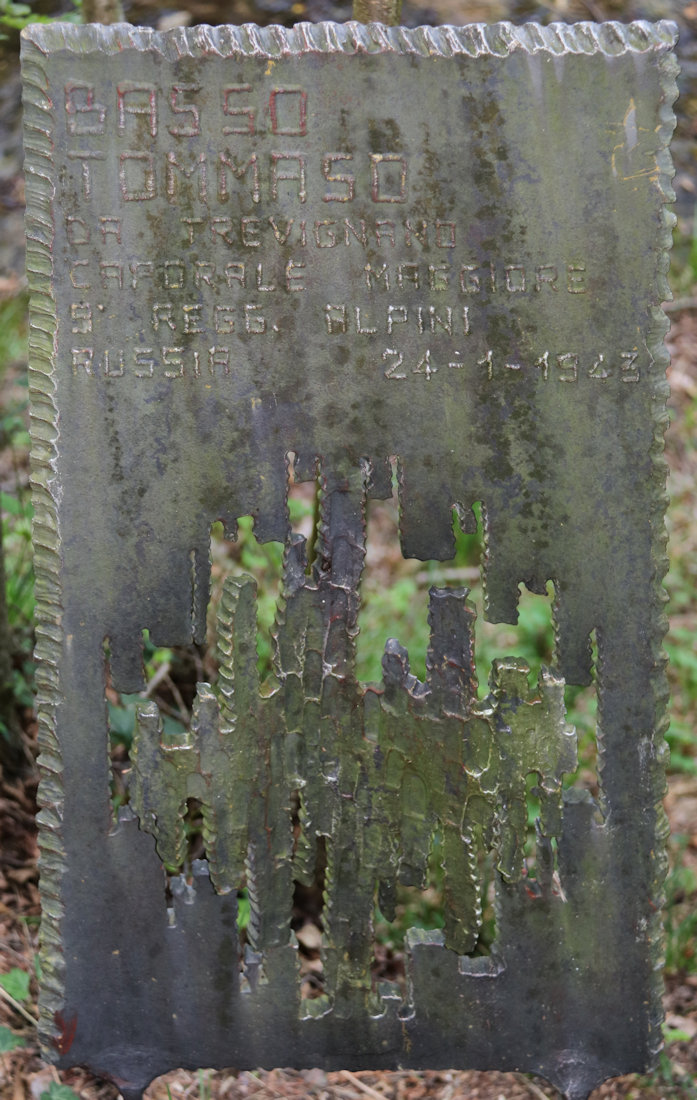 BASSO
TOMMASO
DA TREVIGNANO
CAPORALE MAGGIORE
9° REGG. ALPINI
RUSSIA 24-1-1943